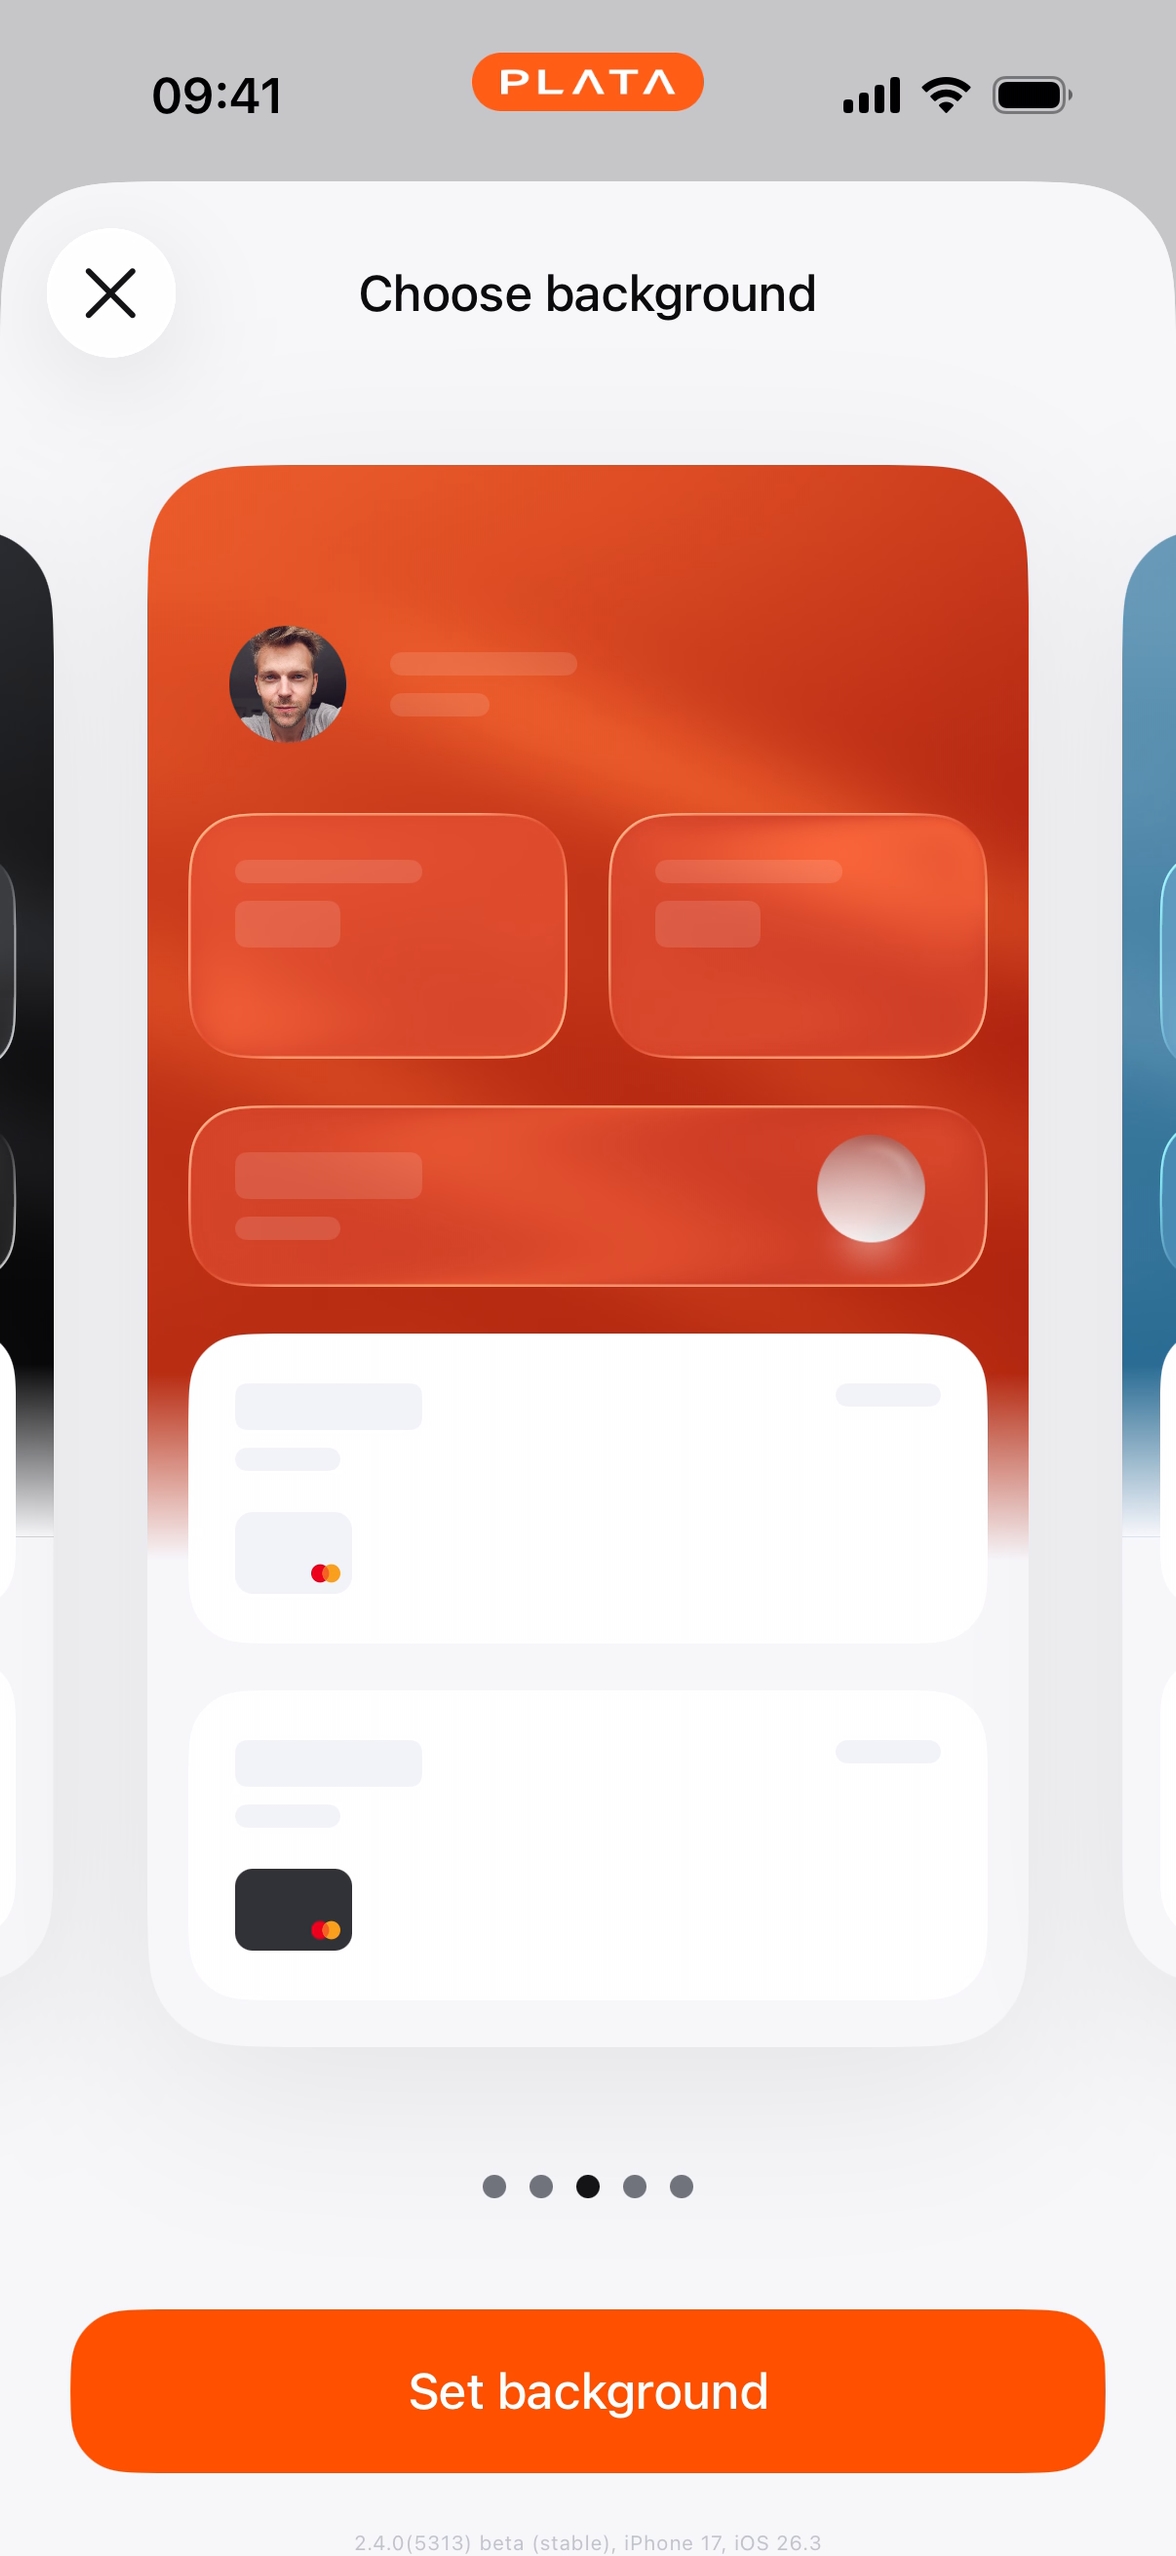 09:41
PLATA
Choose background
Set background
2.4.0(5313) beta (stable), iPhone 17, iOS 26.3